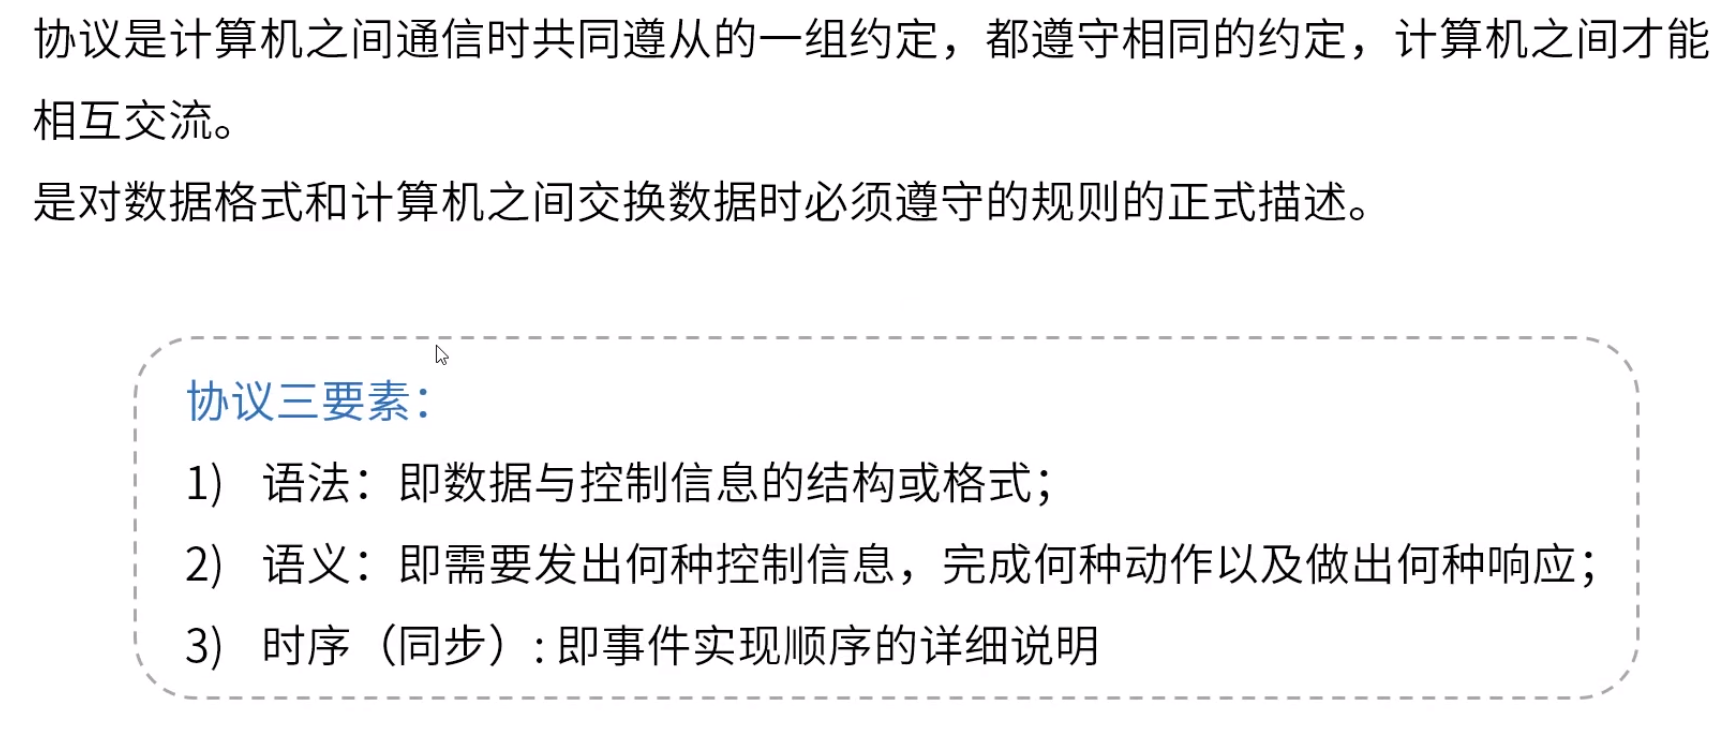 协议是计算机之间通信时共同遵从的一组约定，都遵守相同的约定，计算机之间才能
相互交流。
是对数据格式和计算机之间交换数据时必须遵守的规则的正式描述。
协议三要素：
1) 语法：即数据与控制信息的结构或格式；
2) 语义：即需要发出何种控制信息，完成何种动作以及做出何种响应；
3) 时序（同步）: 即事件实现顺序的详细说明